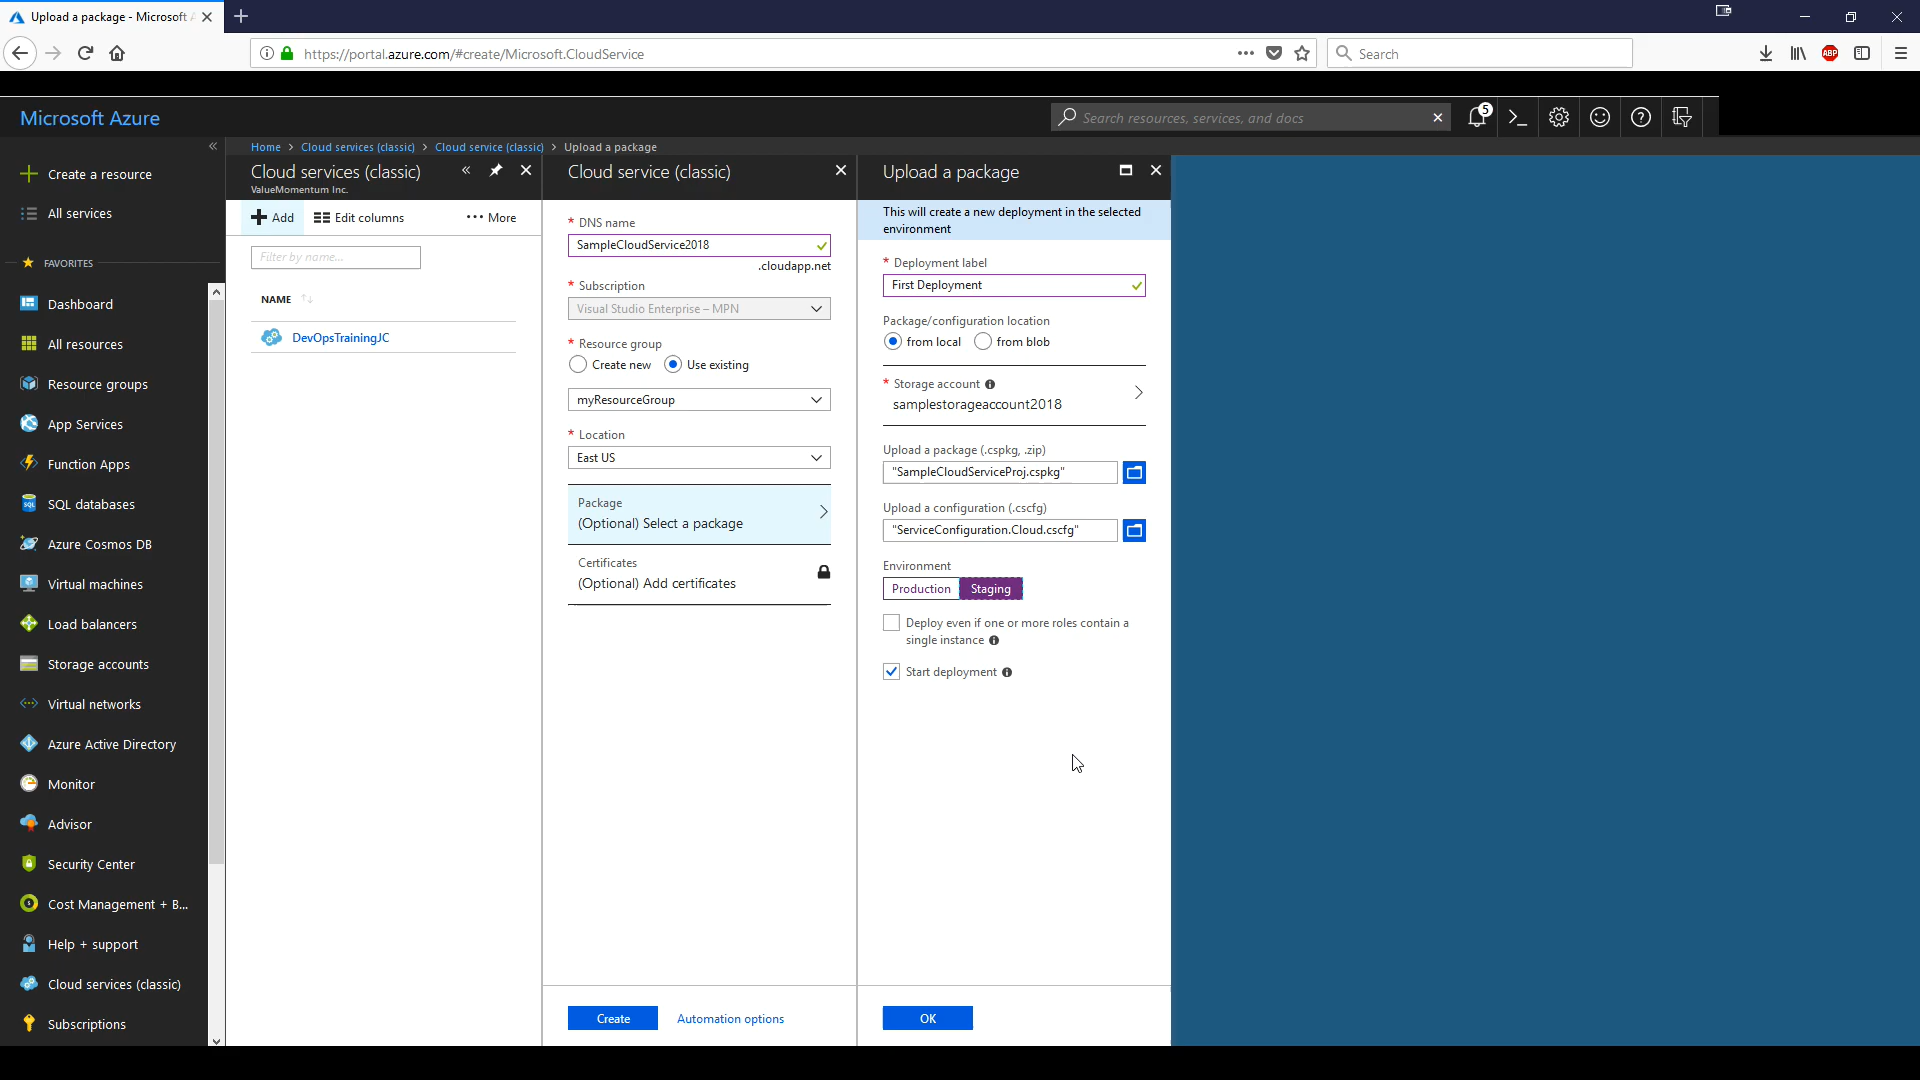 Upload a package - Microsoft A
https://portal.azure.com/#create/Microsoft.CloudService
Search
ABP
Microsoft Azure
Search resources, services, and docs
5
Home > Cloud services (classic) > Cloud service (classic) > Upload a package
Create a resource
All services
FAVORITES
Dashboard
All resources
Resource groups
App Services
Function Apps
SQL databases
Azure Cosmos DB
Virtual machines
Load balancers
Storage accounts
Virtual networks
Azure Active Directory
Monitor
Advisor
Security Center
Cost Management + B...
Help + support
Cloud services (classic)
Subscriptions
Cloud services (classic)
ValueMomentum Inc.
Add
Edit columns
More
Filter by name...
NAME
DevOpsTrainingJC
Cloud service (classic)
* DNS name
SampleCloudService2018
.cloudapp.net
* Subscription
Visual Studio Enterprise – MPN
* Resource group
Create new
Use existing
myResourceGroup
* Location
East US
Package
(Optional) Select a package
Certificates
(Optional) Add certificates
Create
Automation options
Upload a package
This will create a new deployment in the selected
environment
* Deployment label
First Deployment
Package/configuration location
from local
from blob
* Storage account
samplestorageaccount2018
Upload a package (.cspkg, .zip)
"SampleCloudServiceProj.cspkg"
Upload a configuration (.cscfg)
"ServiceConfiguration.Cloud.cscfg"
Environment
Production
Staging
Deploy even if one or more roles contain a
single instance
Start deployment
OK